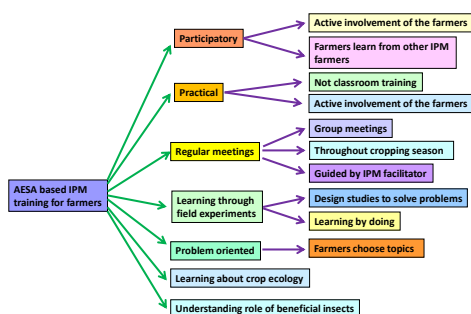 Active involvement of the farmers
Participatory
Farmers learn from other IPM
farmers
Not classroom training
Practical
Active involvement of the farmers
Group meetings
Regular meetings
Throughout cropping season
Guided by IPM facilitator
AESA based IPM
training for farmers
Learning through
field experiments
Design studies to solve problems
Learning by doing
Problem oriented
Farmers choose topics
Learning about crop ecology
Understanding role of beneficial insects